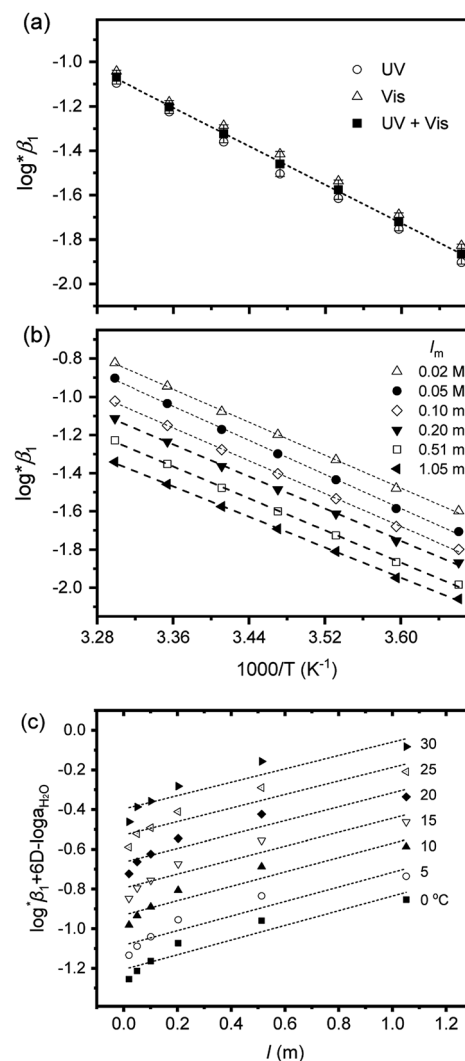 (a)
log*β₁
-1.0
-1.2
-1.4
-1.6
-1.8
-2.0
UV
Vis
UV + Vis
(b)
log*β₁
-0.8
-1.0
-1.2
-1.4
-1.6
-1.8
-2.0
Iₘ
0.02 M
0.05 M
0.10 m
0.20 m
0.51 m
1.05 m
3.28 3.36 3.44 3.52 3.60
1000/T (K⁻¹)
(c)
log*β₁+6D-loga_H₂O
0.0
-0.2
-0.4
-0.6
-0.8
-1.0
-1.2
30
25
20
15
10
5
0 ºC
0.0 0.2 0.4 0.6 0.8 1.0 1.2
I (m)